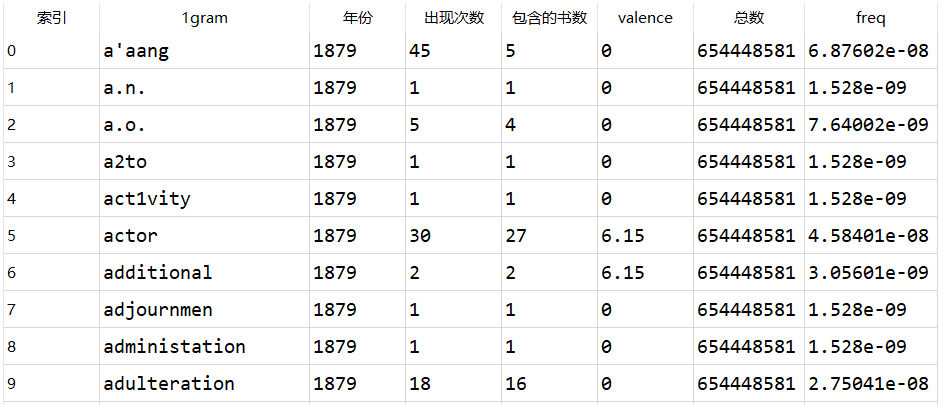 索引 1gram 年份 出现次数 包含的书数 valence 总数 freq
0 a'aang 1879 45 5 0 654448581 6.87602e-08
1 a.n. 1879 1 1 0 654448581 1.528e-09
2 a.o. 1879 5 4 0 654448581 7.64002e-09
3 a2to 1879 1 1 0 654448581 1.528e-09
4 act1vity 1879 1 1 0 654448581 1.528e-09
5 actor 1879 30 27 6.15 654448581 4.58401e-08
6 additional 1879 2 2 6.15 654448581 3.05601e-09
7 adjournmen 1879 1 1 0 654448581 1.528e-09
8 administation 1879 1 1 0 654448581 1.528e-09
9 adulteration 1879 18 16 0 654448581 2.75041e-08